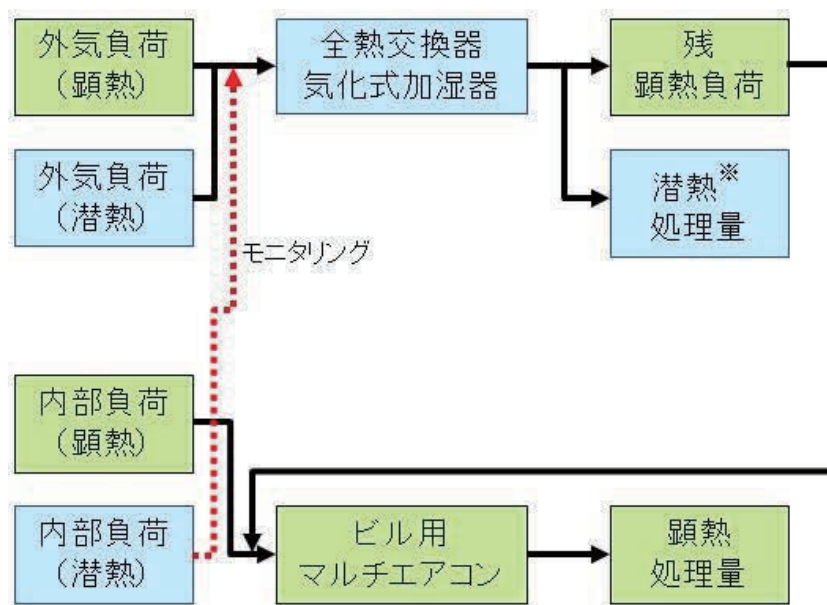 外気負荷
(顕熱)
全熱交換器
気化式加湿器
残
顕熱負荷
外気負荷
(潜熱)
潜熱※
処理量
モニタリング
内部負荷
(顕熱)
内部負荷
(潜熱)
ビル用
マルチエアコン
顕熱
処理量